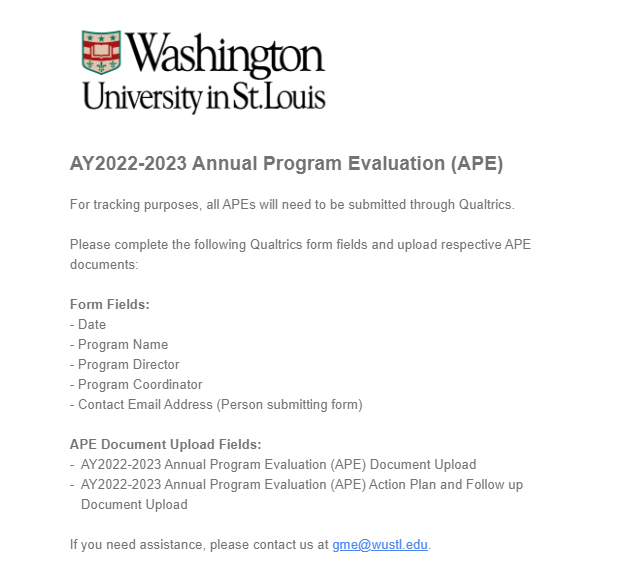 Washington
University in St. Louis
AY2022-2023 Annual Program Evaluation (APE)
For tracking purposes, all APEs will need to be submitted through Qualtrics.
Please complete the following Qualtrics form fields and upload respective APE
documents:
Form Fields:
- Date
- Program Name
- Program Director
- Program Coordinator
- Contact Email Address (Person submitting form)
APE Document Upload Fields:
- AY2022-2023 Annual Program Evaluation (APE) Document Upload
- AY2022-2023 Annual Program Evaluation (APE) Action Plan and Follow up
Document Upload
If you need assistance, please contact us at gme@wustl.edu.